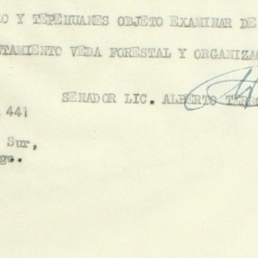 O Y TEPEHUANES OBJETO EXAMINAR DE
TAMIENTO VEDA FORESTAL Y ORGANIZA
SENADOR LIC. ALBERTO
441
Sur,
go.